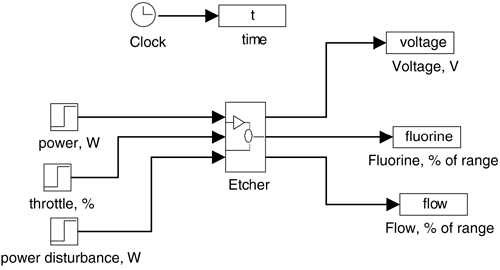 t
Clock
time
voltage
Voltage, V
power, W
fluorine
Fluorine, % of range
Etcher
throttle, %
flow
Flow, % of range
power disturbance, W